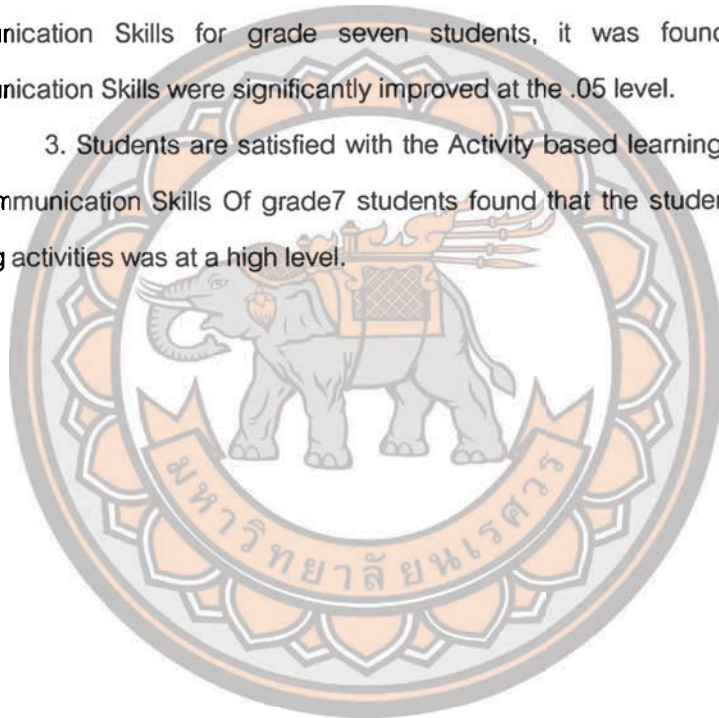 nication Skills for grade seven students, it was found
nication Skills were significantly improved at the .05 level.
3. Students are satisfied with the Activity based learning
mmunication Skills Of grade7 students found that the studen
g activities was at a high level.
มหาวิทยาลัยนเรศวร